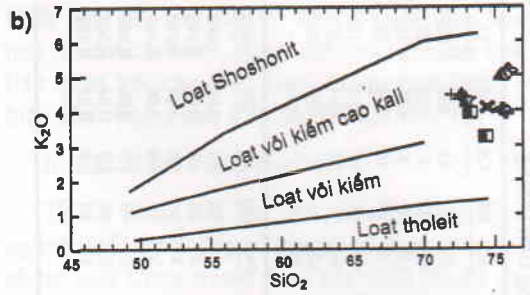 b)
7
6
5
4
3
2
1
0
K₂O
Loạt Shoshonit
Loạt vôi kiềm cao kali
Loạt vôi kiềm
Loạt tholeit
45 50 55 60 65 70 75
SiO₂